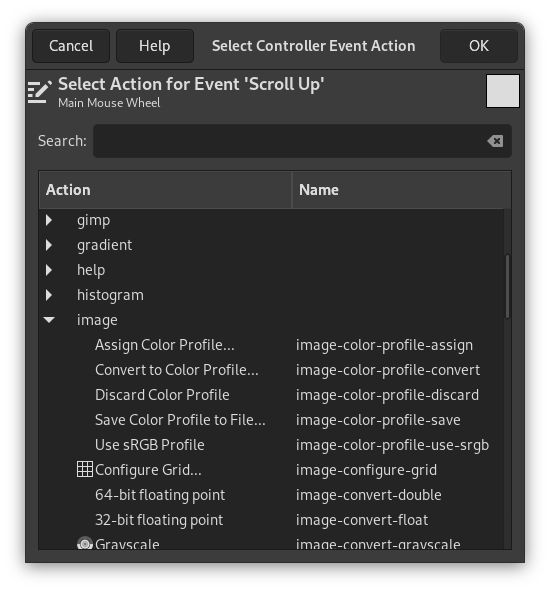 Cancel Help Select Controller Event Action OK
Select Action for Event 'Scroll Up'
Main Mouse Wheel
Search:
Action Name
gimp
gradient
help
histogram
image
Assign Color Profile... image-color-profile-assign
Convert to Color Profile... image-color-profile-convert
Discard Color Profile image-color-profile-discard
Save Color Profile to File... image-color-profile-save
Use sRGB Profile image-color-profile-use-srgb
Configure Grid... image-configure-grid
64-bit floating point image-convert-double
32-bit floating point image-convert-float
Grayscale image-convert-grayscale